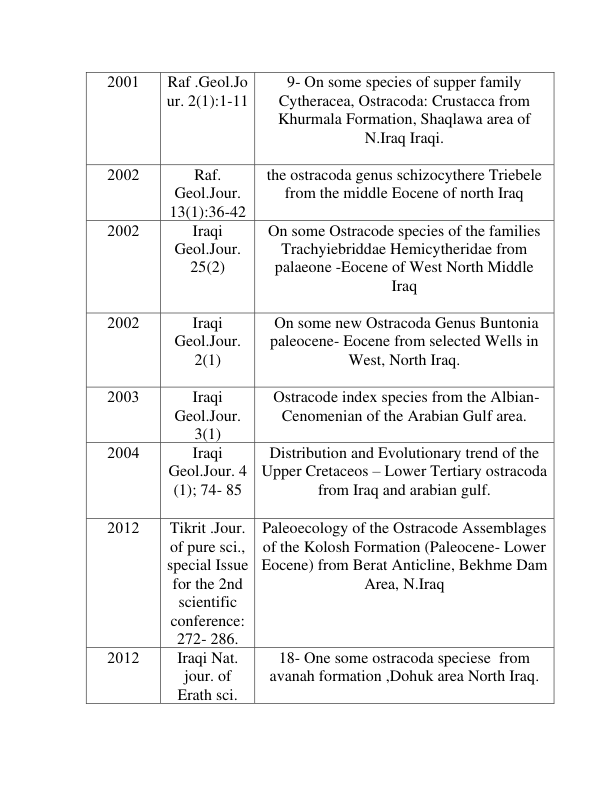 2001
Raf .Geol.Jo
ur. 2(1):1-11
9- On some species of supper family
Cytheracea, Ostracoda: Crustacca from
Khurmala Formation, Shaqlawa area of
N.Iraq Iraqi.
2002
Raf.
Geol.Jour.
13(1):36-42
the ostracoda genus schizocythere Triebele
from the middle Eocene of north Iraq
2002
Iraqi
Geol.Jour.
25(2)
On some Ostracode species of the families
Trachyiebriddae Hemicytheridae from
palaeone -Eocene of West North Middle
Iraq
2002
Iraqi
Geol.Jour.
2(1)
On some new Ostracoda Genus Buntonia
paleocene- Eocene from selected Wells in
West, North Iraq.
2003
Iraqi
Geol.Jour.
3(1)
Ostracode index species from the Albian-
Cenomenian of the Arabian Gulf area.
2004
Iraqi
Geol.Jour. 4
(1); 74- 85
Distribution and Evolutionary trend of the
Upper Cretaceos – Lower Tertiary ostracoda
from Iraq and arabian gulf.
2012
Tikrit .Jour.
of pure sci.,
special Issue
for the 2nd
scientific
conference:
272- 286.
Paleoecology of the Ostracode Assemblages
of the Kolosh Formation (Paleocene- Lower
Eocene) from Berat Anticline, Bekhme Dam
Area, N.Iraq
2012
Iraqi Nat.
jour. of
Erath sci.
18- One some ostracoda speciese  from
avanah formation ,Dohuk area North Iraq.